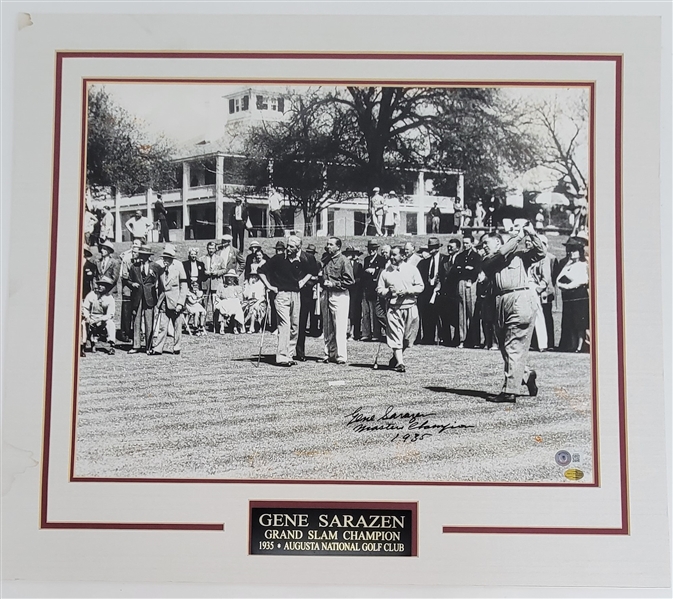 Gene Sarazen
Masters Champion
1935
GENE SARAZEN
GRAND SLAM CHAMPION
1935 • AUGUSTA NATIONAL GOLF CLUB